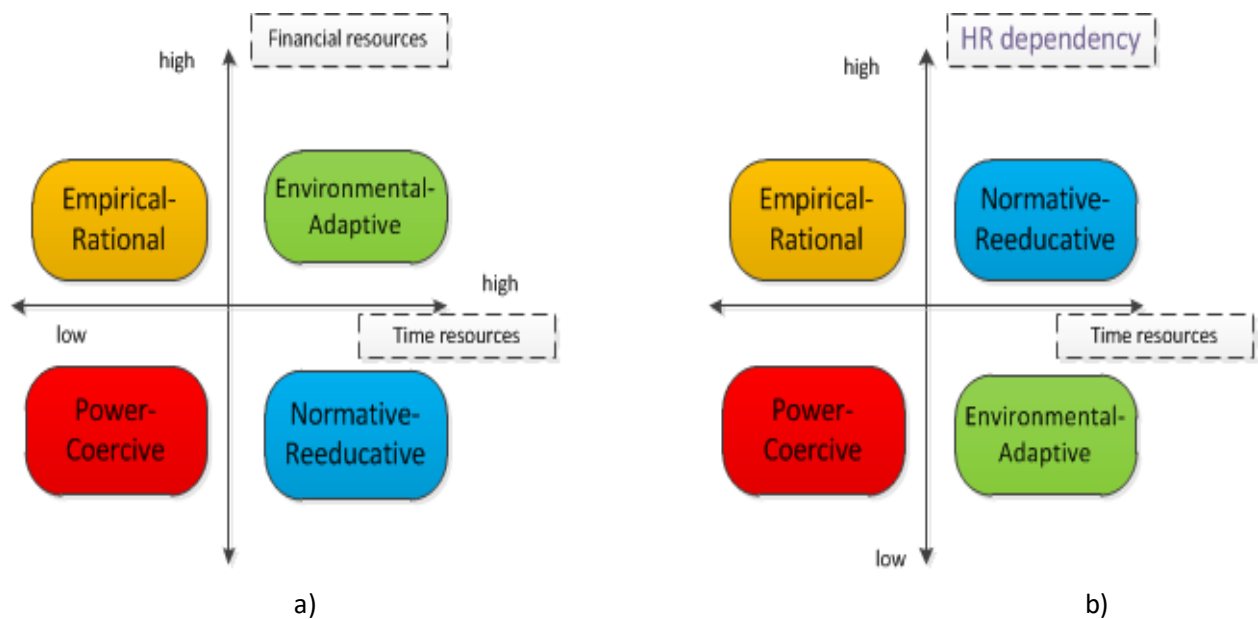 Financial resources
high
Empirical-
Rational
Environmental-
Adaptive
high
low
Time resources
Power-
Coercive
Normative-
Reeducative
a)
HR dependency
high
Empirical-
Rational
Normative-
Reeducative
Time resources
Power-
Coercive
Environmental-
Adaptive
low
b)